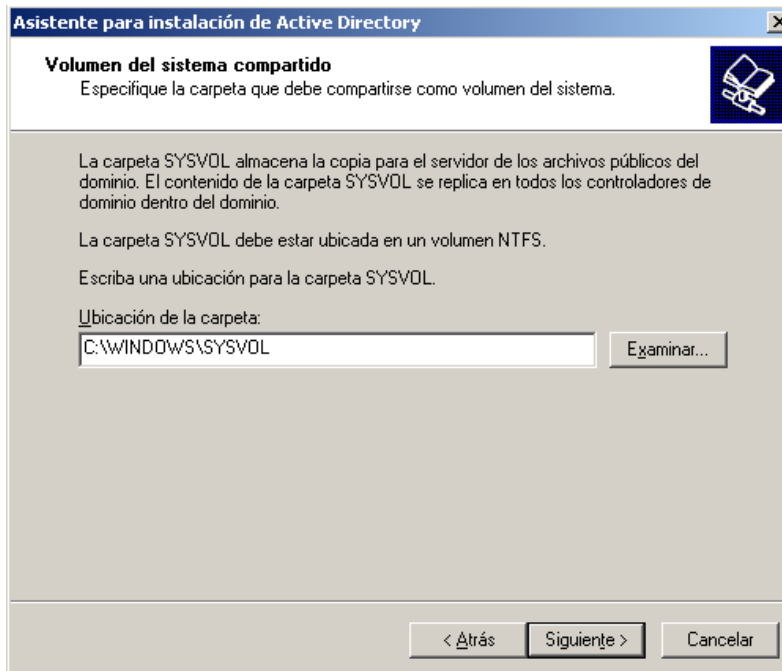 Asistente para instalación de Active Directory
Volumen del sistema compartido
Especifique la carpeta que debe compartirse como volumen del sistema.
La carpeta SYSVOL almacena la copia para el servidor de los archivos públicos del
dominio. El contenido de la carpeta SYSVOL se replica en todos los controladores de
dominio dentro del dominio.
La carpeta SYSVOL debe estar ubicada en un volumen NTFS.
Escriba una ubicación para la carpeta SYSVOL.
Ubicación de la carpeta:
C:\WINDOWS\SYSVOL
Examinar...
< Atrás
Siguiente >
Cancelar